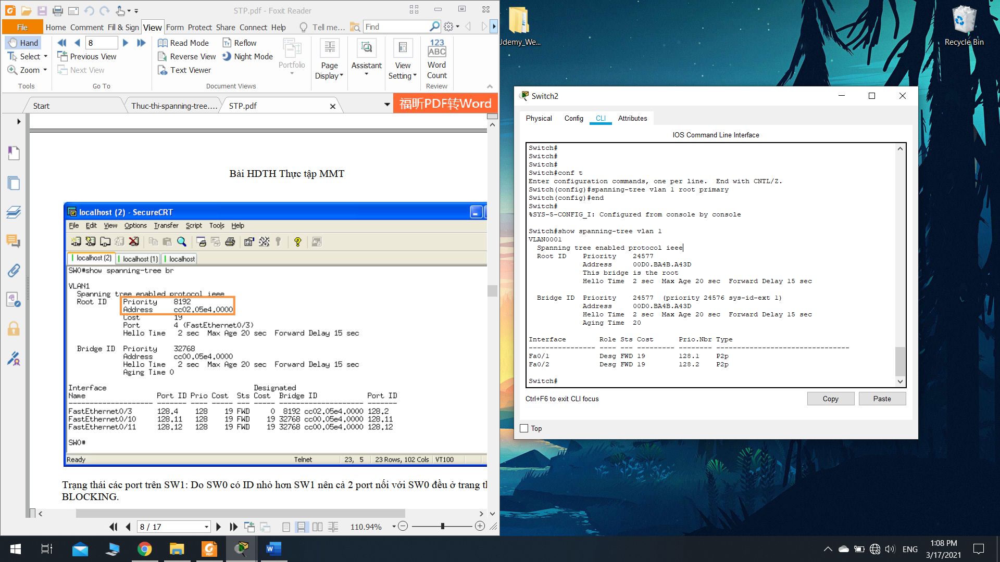 STP.pdf - Foxit Reader
File Home Comment Fill & Sign View Form Protect Share Connect Help Tell me... Find
Hand
Select
Zoom
Tools
8
Previous View
Next View
Go To
Read Mode
Reverse View
Text Viewer
Reflow
Night Mode
Document Views
Portfolio
Page
Display
Assistant
View
Setting
123
ABC
Word
Count
Review
Start
Thuc-thi-spanning-tree....
STP.pdf
福昕PDF转Word
Bài HDTH Thực tập MMT
localhost (2) - SecureCRT
File Edit View Options Transfer Script Tools Help
localhost (2) localhost (1) localhost
SW0#show spanning-tree br
VLAN1
Spanning tree enabled protocol ieee
Root ID Priority 8192
Address cc02.05e4.0000
Cost 19
Port 4 (FastEthernet0/3)
Hello Time 2 sec Max Age 20 sec Forward Delay 15 sec
Bridge ID Priority 32768
Address cc00.05e4.0000
Hello Time 2 sec Max Age 20 sec Forward Delay 15 sec
Aging Time 0
Interface Designated
Name Port ID Prio Cost Sts Cost Bridge ID Port ID
-------------------- ------- ---- ----- --- ----- -------------------- -------
FastEthernet0/3 128.4 128 19 FWD 0 8192 cc02.05e4.0000 128.2
FastEthernet0/10 128.11 128 19 FWD 19 32768 cc00.05e4.0000 128.11
FastEthernet0/11 128.12 128 19 FWD 19 32768 cc00.05e4.0000 128.12
SW0#
Ready Telnet 23, 5 23 Rows, 102 Cols VT100
Trạng thái các port trên SW1: Do SW0 có ID nhỏ hơn SW1 nên cả 2 port nối với SW0 đều ở trang
BLOCKING.
8 / 17
110.94%
Udemy_We...
Recycle Bin
Switch2
Physical Config CLI Attributes
IOS Command Line Interface
Switch#
Switch#
Switch#
Switch#conf t
Enter configuration commands, one per line. End with CNTL/Z.
Switch(config)#spanning-tree vlan 1 root primary
Switch(config)#end
Switch#
%SYS-5-CONFIG_I: Configured from console by console
Switch#show spanning-tree vlan 1
VLAN0001
Spanning tree enabled protocol ieee
Root ID Priority 24577
Address 00D0.BA4B.A43D
This bridge is the root
Hello Time 2 sec Max Age 20 sec Forward Delay 15 sec
Bridge ID Priority 24577 (priority 24576 sys-id-ext 1)
Address 00D0.BA4B.A43D
Hello Time 2 sec Max Age 20 sec Forward Delay 15 sec
Aging Time 20
Interface Role Sts Cost Prio.Nbr Type
---------------- ---- --- --------- -------- --------------------------------
Fa0/1 Desg FWD 19 128.1 P2p
Fa0/2 Desg FWD 19 128.2 P2p
Switch#
Ctrl+F6 to exit CLI focus
Copy
Paste
Top
ENG
1:08 PM
3/17/2021